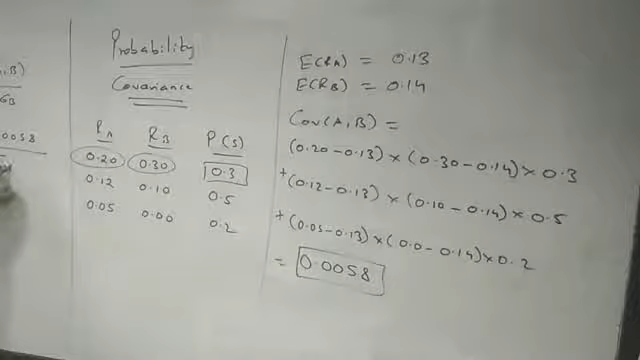 ,B)
σB
0058
Probability
Covariance
RA RB P(S)
0.20 0.30 0.3
0.12 0.10 0.5
0.05 0.00 0.2
E(RA) = 0.13
E(RB) = 0.14
Cov(A,B) =
(0.20-0.13) × (0.30-0.14) × 0.3
+(0.12-0.13) × (0.10-0.14) × 0.5
+(0.05-0.13) × (0.0-0.14) × 0.2
= 0.0058